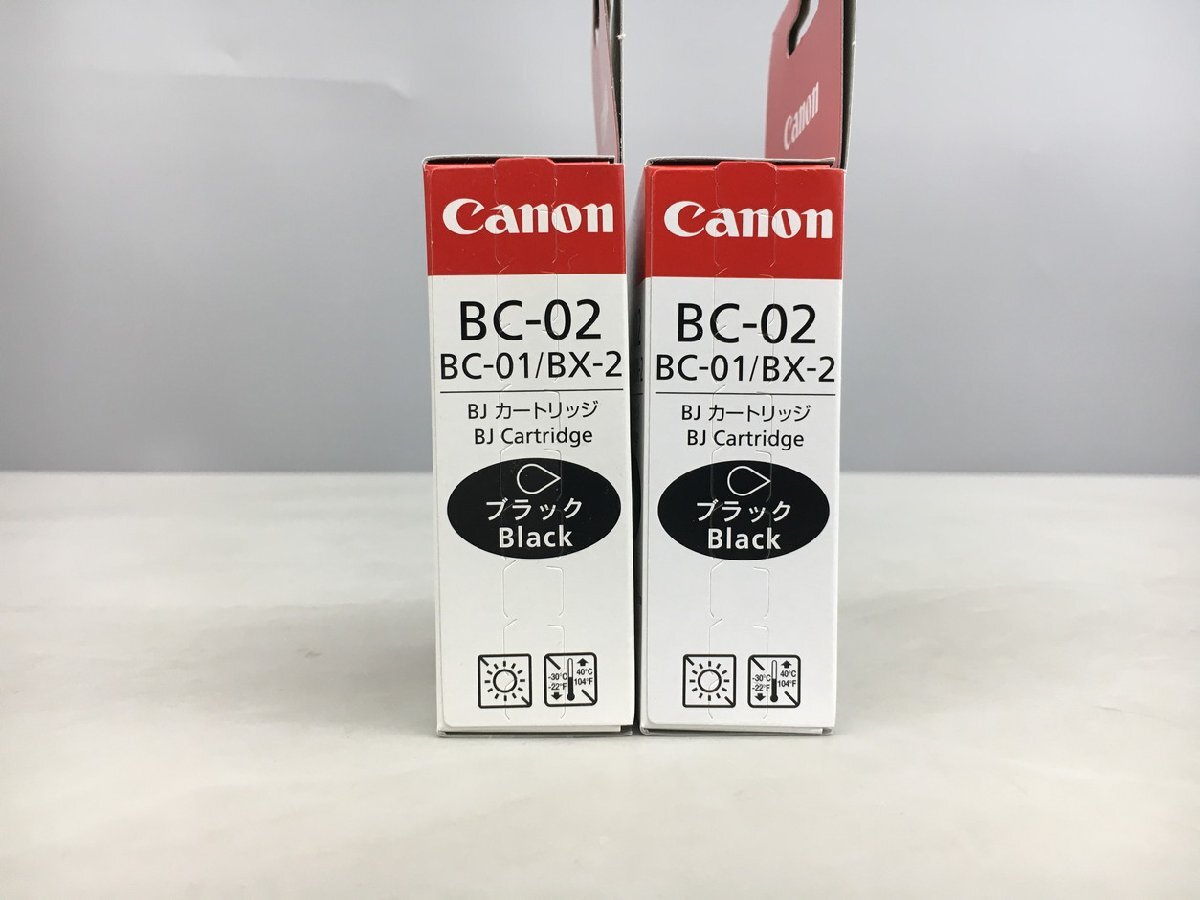 Canon
Canon
BC-02
BC-01/BX-2
BJ カートリッジ
BJ Cartridge
ブラック
Black
-30°C
-22°F
40°C
104°F
Canon
BC-02
BC-01/BX-2
BJ カートリッジ
BJ Cartridge
ブラック
Black
-30°C
-22°F
40°C
104°F